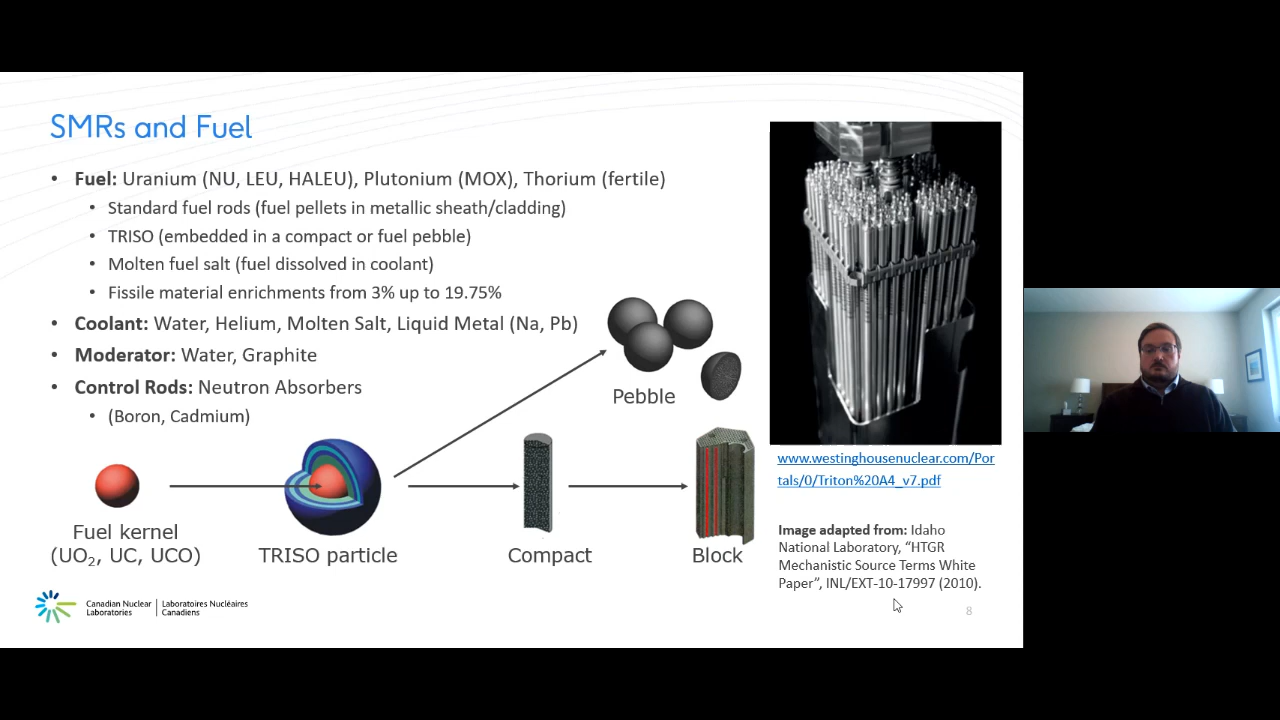 SMRs and Fuel
• Fuel: Uranium (NU, LEU, HALEU), Plutonium (MOX), Thorium (fertile)
• Standard fuel rods (fuel pellets in metallic sheath/cladding)
• TRISO (embedded in a compact or fuel pebble)
• Molten fuel salt (fuel dissolved in coolant)
• Fissile material enrichments from 3% up to 19.75%
• Coolant: Water, Helium, Molten Salt, Liquid Metal (Na, Pb)
• Moderator: Water, Graphite
• Control Rods: Neutron Absorbers
• (Boron, Cadmium)
Pebble
Fuel kernel
(UO₂, UC, UCO)
TRISO particle
Compact
Block
www.westinghousenuclear.com/Por
tals/0/Triton%20A4_v7.pdf
Image adapted from: Idaho
National Laboratory, “HTGR
Mechanistic Source Terms White
Paper”, INL/EXT-10-17997 (2010).
Canadian Nuclear
Laboratories
Laboratoires Nucléaires
Canadiens
8